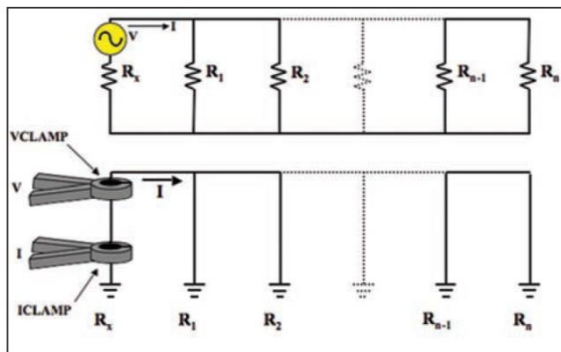 I
V
Rx R1 R2 Rn-1 Rn
VCLAMP
V
I
I
ICLAMP
Rx R1 R2 Rn-1 Rn